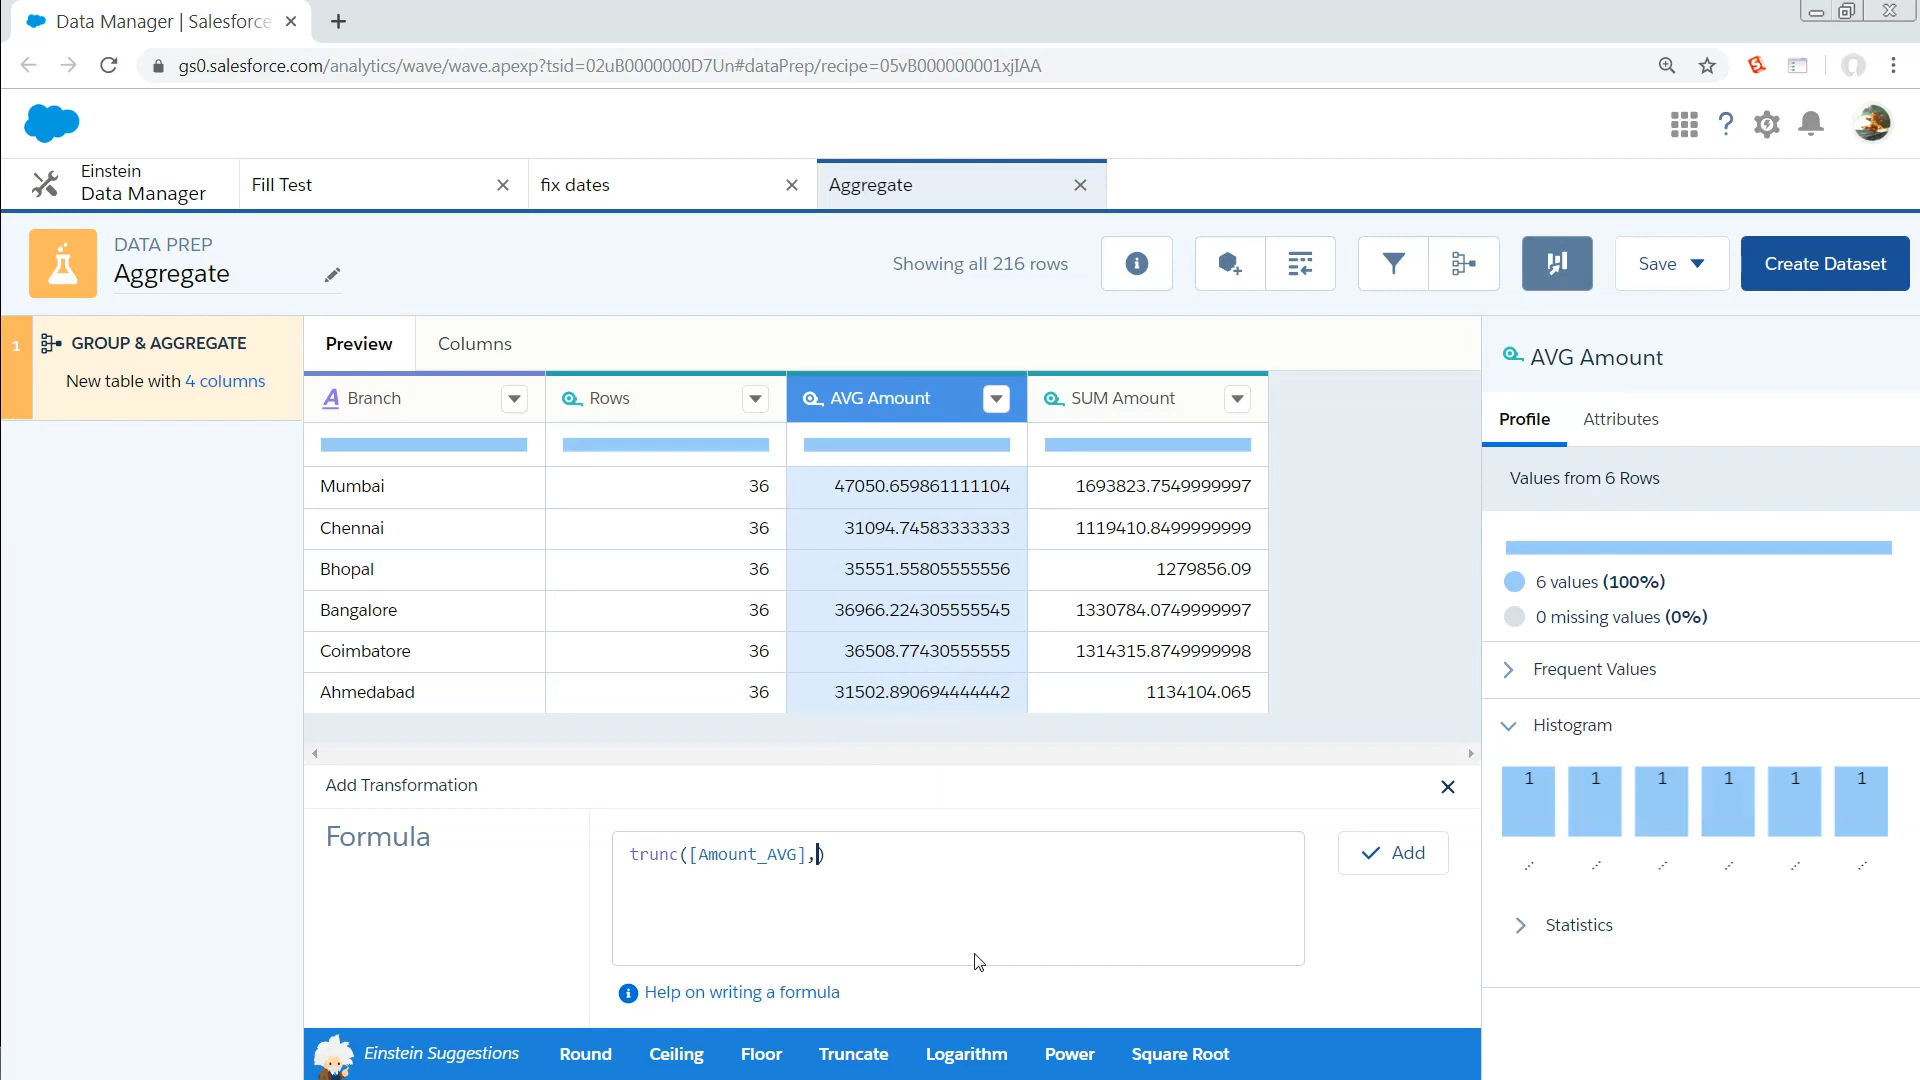 Data Manager | Salesforce
gs0.salesforce.com/analytics/wave/wave.apexp?tsid=02uB0000000D7Un#dataPrep/recipe=05vB000000001xjIAA
Einstein
Data Manager
Fill Test
fix dates
Aggregate
DATA PREP
Aggregate
Showing all 216 rows
Save
Create Dataset
1
GROUP & AGGREGATE
New table with 4 columns
Preview
Columns
Branch
Rows
AVG Amount
SUM Amount
Mumbai 36 47050.659861111104 1693823.7549999997
Chennai 36 31094.74583333333 1119410.8499999999
Bhopal 36 35551.55805555556 1279856.09
Bangalore 36 36966.224305555545 1330784.0749999997
Coimbatore 36 36508.77430555555 1314315.8749999998
Ahmedabad 36 31502.890694444442 1134104.065
Add Transformation
Formula
trunc([Amount_AVG],)
Add
Help on writing a formula
Einstein Suggestions
Round
Ceiling
Floor
Truncate
Logarithm
Power
Square Root
AVG Amount
Profile
Attributes
Values from 6 Rows
6 values (100%)
0 missing values (0%)
Frequent Values
Histogram
1 1 1 1 1 1
Statistics